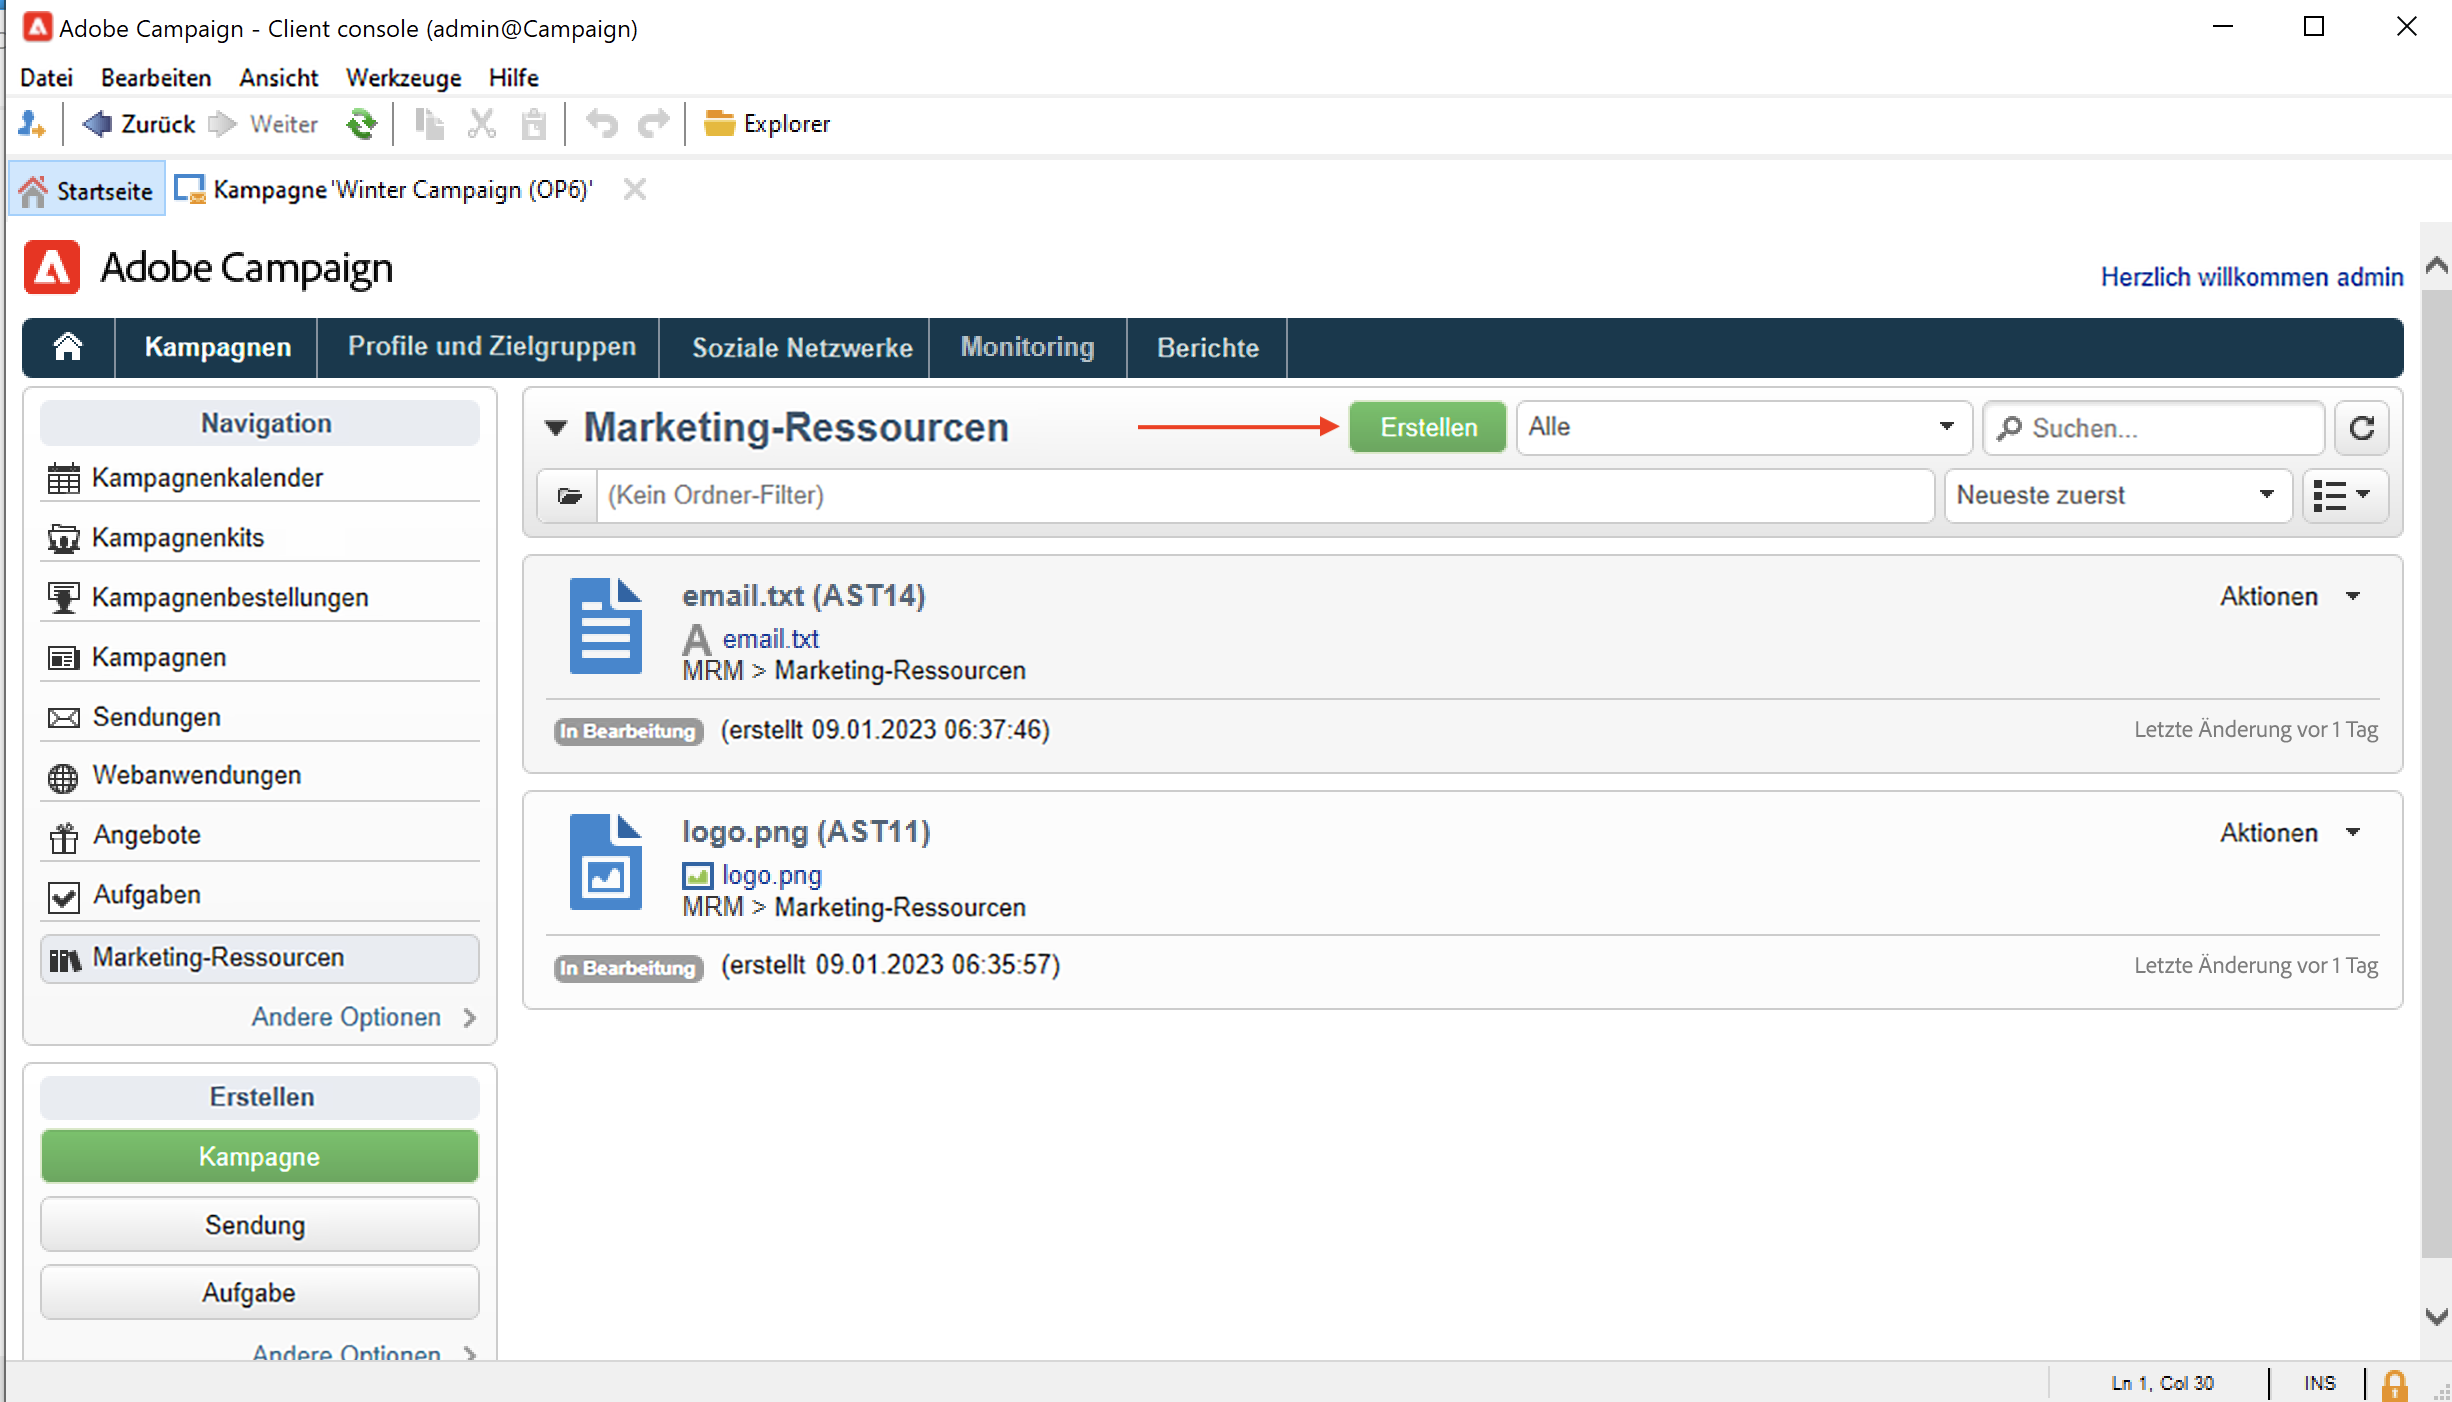 Adobe Campaign - Client console (admin@Campaign)
Datei Bearbeiten Ansicht Werkzeuge Hilfe
Zurück Weiter Explorer
Startseite Kampagne 'Winter Campaign (OP6)'
Adobe Campaign
Herzlich willkommen admin
Kampagnen Profile und Zielgruppen Soziale Netzwerke Monitoring Berichte
Navigation
Kampagnenkalender
Kampagnenkits
Kampagnenbestellungen
Kampagnen
Sendungen
Webanwendungen
Angebote
Aufgaben
Marketing-Ressourcen
Andere Optionen
Erstellen
Kampagne
Sendung
Aufgabe
Andere Optionen
Marketing-Ressourcen Erstellen Alle Suchen...
(Kein Ordner-Filter) Neueste zuerst
email.txt (AST14) Aktionen
A email.txt
MRM > Marketing-Ressourcen
In Bearbeitung (erstellt 09.01.2023 06:37:46) Letzte Änderung vor 1 Tag
logo.png (AST11) Aktionen
logo.png
MRM > Marketing-Ressourcen
In Bearbeitung (erstellt 09.01.2023 06:35:57) Letzte Änderung vor 1 Tag
Ln 1, Col 30 INS